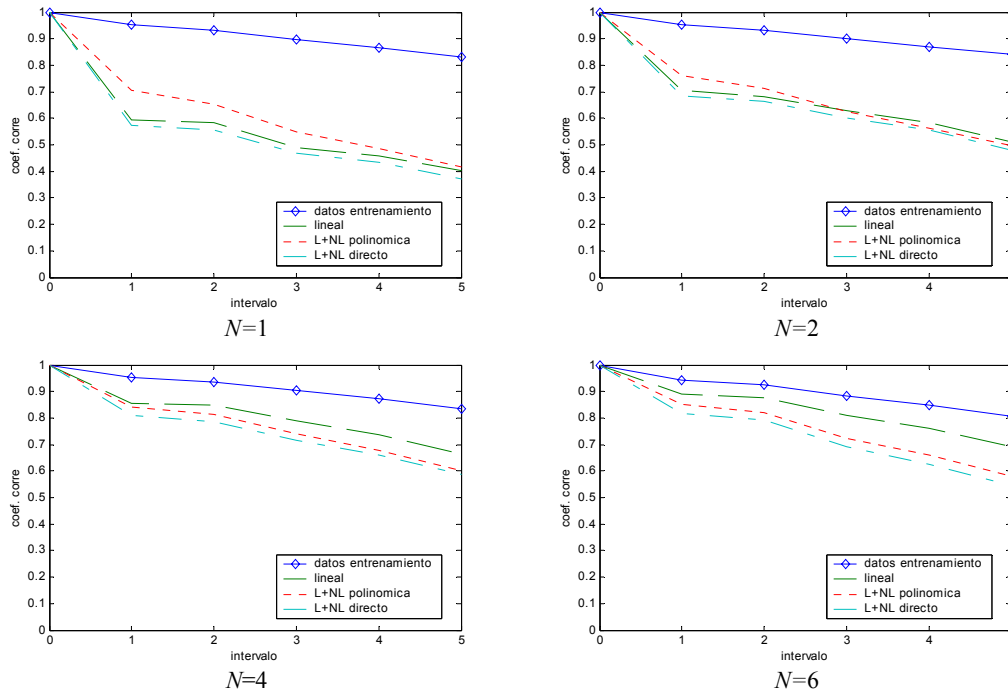 1
0.9
0.8
0.7
0.6
0.5
0.4
0.3
0.2
0.1
0
coef. corre
datos entrenamiento
lineal
L+NL polinomica
L+NL directo
0 1 2 3 4 5
intervalo
N=1
1
0.9
0.8
0.7
0.6
0.5
0.4
0.3
0.2
0.1
0
coef. corre
datos entrenamiento
lineal
L+NL polinomica
L+NL directo
0 1 2 3 4
intervalo
N=2
1
0.9
0.8
0.7
0.6
0.5
0.4
0.3
0.2
0.1
0
coef. corre
datos entrenamiento
lineal
L+NL polinomica
L+NL directo
0 1 2 3 4 5
intervalo
N=4
1
0.9
0.8
0.7
0.6
0.5
0.4
0.3
0.2
0.1
0
coef. corre
datos entrenamiento
lineal
L+NL polinomica
L+NL directo
0 1 2 3 4
intervalo
N=6